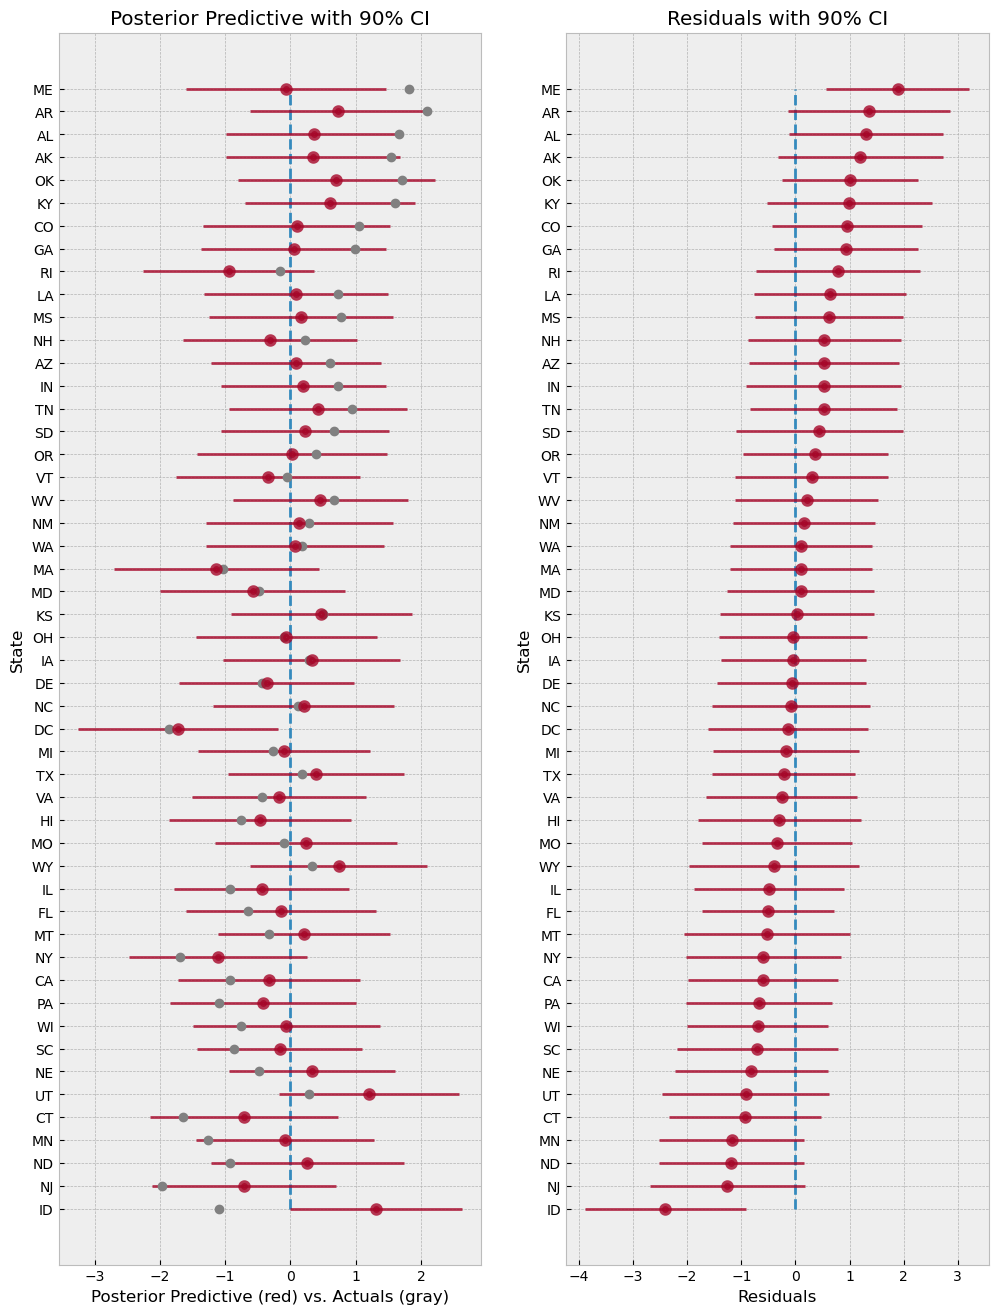 Posterior Predictive with 90% CI
State
ME
AR
AL
AK
OK
KY
CO
GA
RI
LA
MS
NH
AZ
IN
TN
SD
OR
VT
WV
NM
WA
MA
MD
KS
OH
IA
DE
NC
DC
MI
TX
VA
HI
MO
WY
IL
FL
MT
NY
CA
PA
WI
SC
NE
UT
CT
MN
ND
NJ
ID
−3 −2 −1 0 1 2
Posterior Predictive (red) vs. Actuals (gray)
Residuals with 90% CI
State
ME
AR
AL
AK
OK
KY
CO
GA
RI
LA
MS
NH
AZ
IN
TN
SD
OR
VT
WV
NM
WA
MA
MD
KS
OH
IA
DE
NC
DC
MI
TX
VA
HI
MO
WY
IL
FL
MT
NY
CA
PA
WI
SC
NE
UT
CT
MN
ND
NJ
ID
−4 −3 −2 −1 0 1 2 3
Residuals